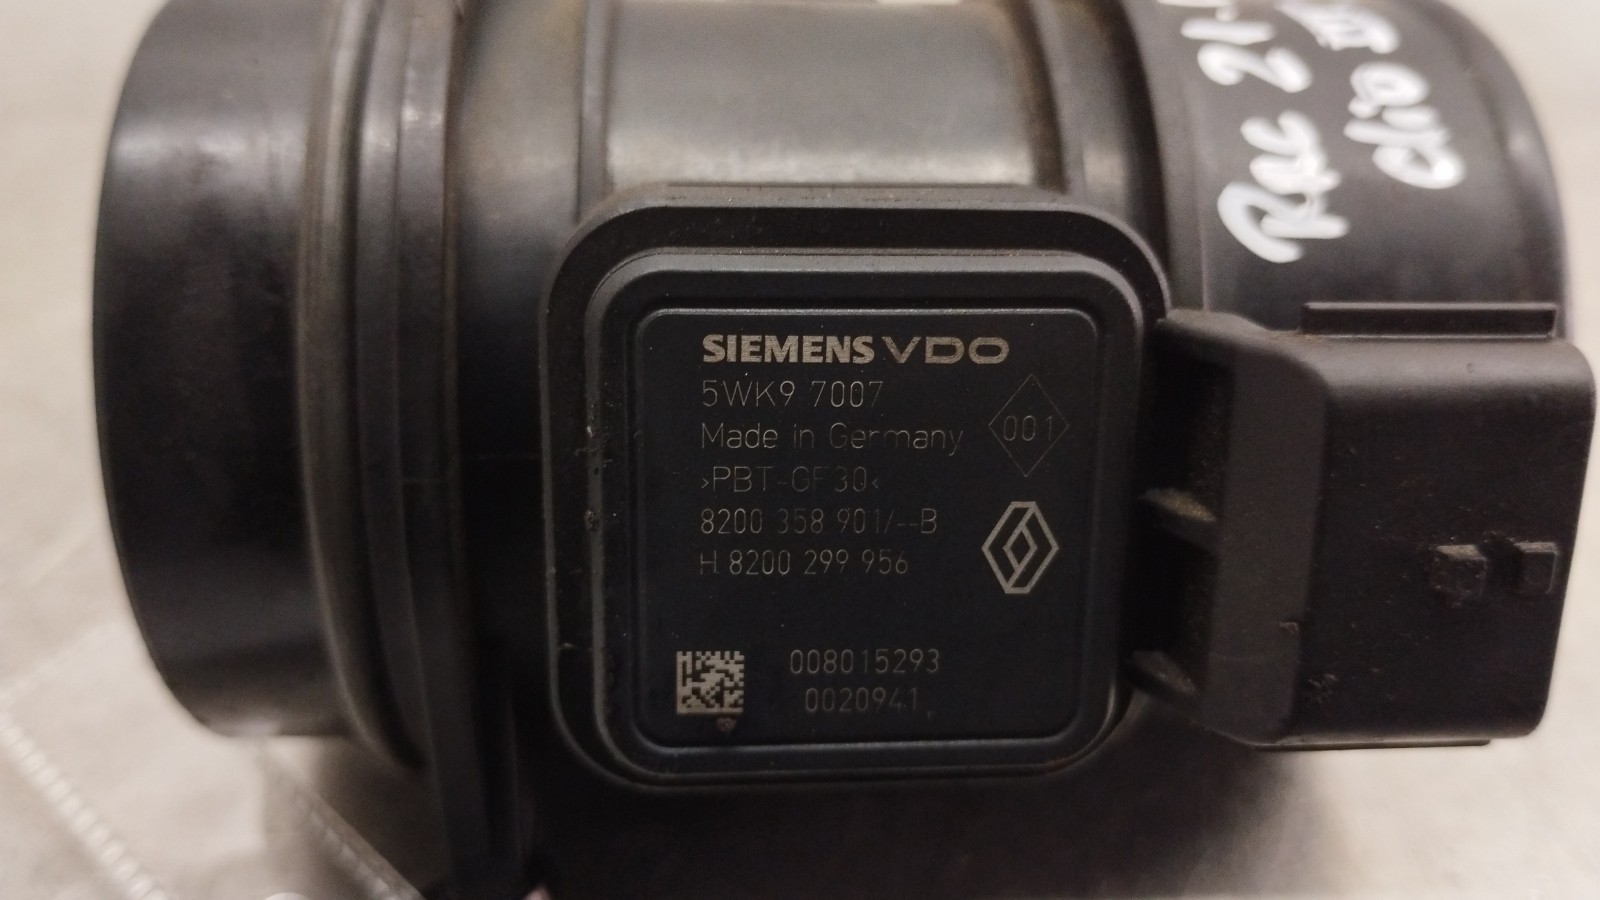 SIEMENS VDO
5WK9 7007
Made in Germany
001
>PBT-GF30<
8200 358 901/--B
H 8200 299 956
008015293
0020941